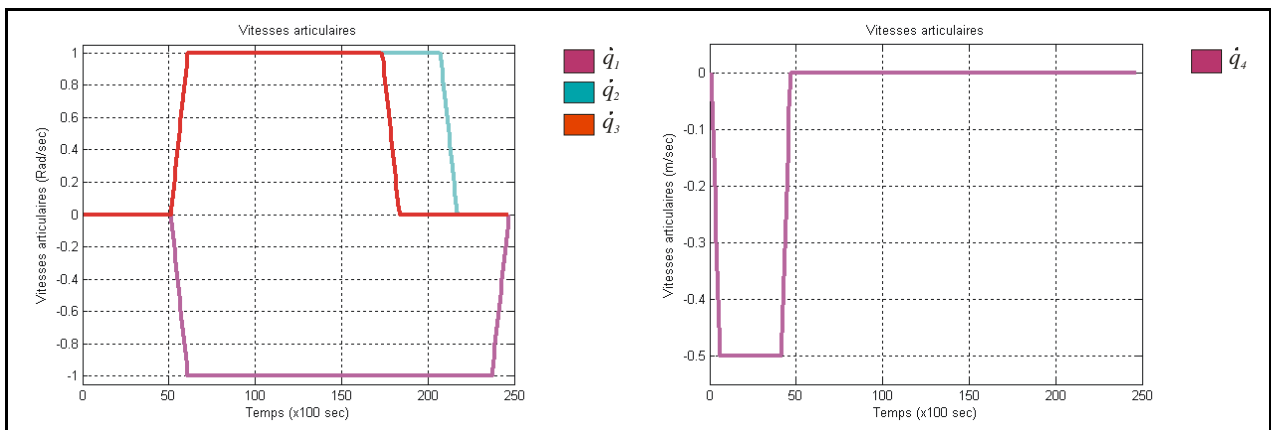 Vitesses articulaires
Vitesses articulaires (Rad/sec)
1
0.8
0.6
0.4
0.2
0
-0.2
-0.4
-0.6
-0.8
-1
0 50 100 150 200 250
Temps (x100 sec)
q̇1
q̇2
q̇3
Vitesses articulaires
Vitesses articulaires (m/sec)
0
-0.1
-0.2
-0.3
-0.4
-0.5
0 50 100 150 200 250
Temps (x100 sec)
q̇4